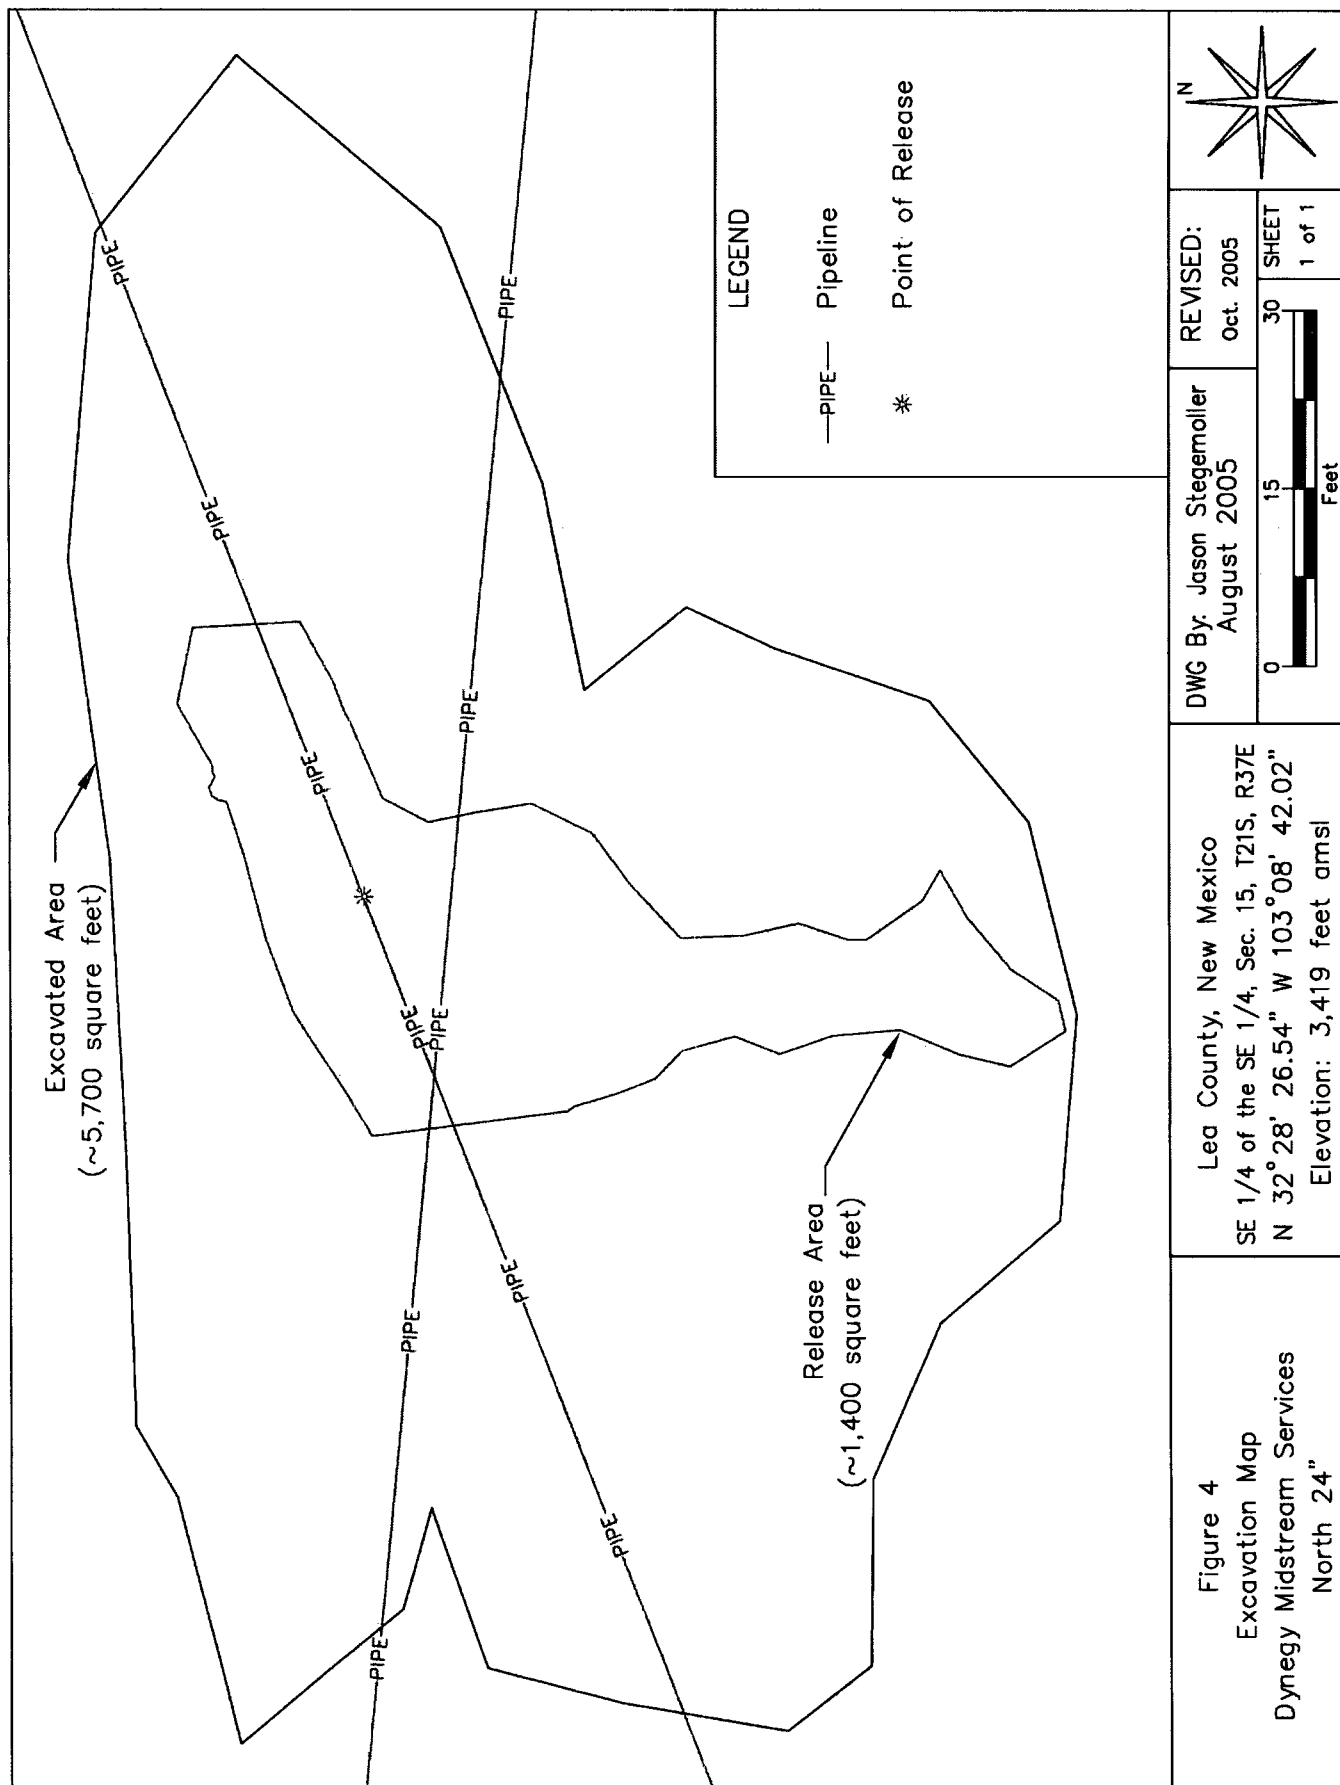 Excavated Area
(~5,700 square feet)
PIPE
PIPE
PIPE
PIPE
PIPE
PIPE
PIPE
PIPE
PIPE
PIPE
PIPE
Release Area
(~1,400 square feet)
LEGEND
—PIPE— Pipeline
Point of Release
Figure 4
Excavation Map
Dynegy Midstream Services
North 24"
Lea County, New Mexico
SE 1/4 of the SE 1/4, Sec. 15, T21S, R37E
N 32°28' 26.54" W 103°08' 42.02"
Elevation: 3,419 feet amsl
DWG By: Jason Stegemoller
August 2005
REVISED:
Oct. 2005
0 15 30
Feet
SHEET
1 of 1
N